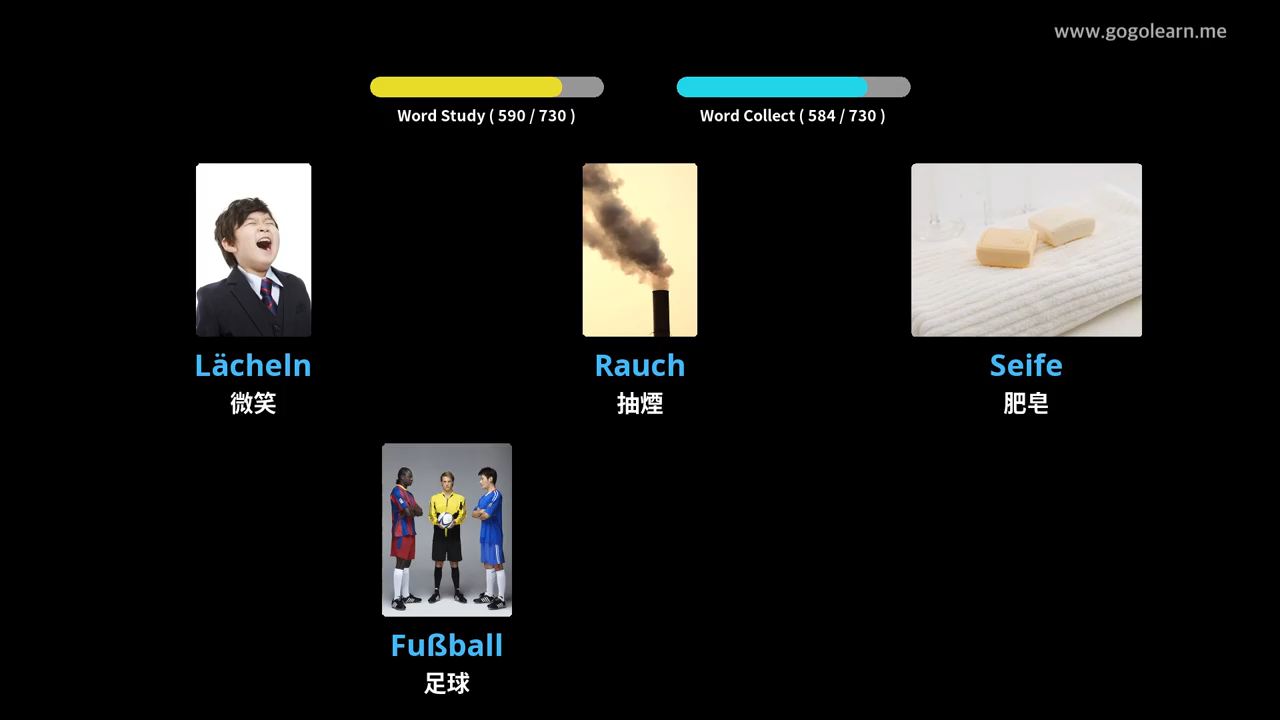 www.gogolearn.me
Word Study ( 590 / 730 )
Word Collect ( 584 / 730 )
Lächeln
微笑
Rauch
抽煙
Seife
肥皂
Fußball
足球